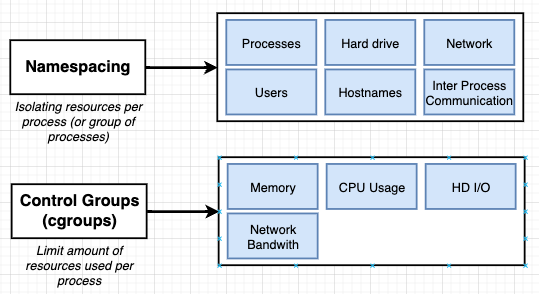 Namespacing
Isolating resources per
process (or group of
processes)
Processes
Hard drive
Network
Users
Hostnames
Inter Process
Communication
Control Groups
(cgroups)
Limit amount of
resources used per
process
Memory
CPU Usage
HD I/O
Network
Bandwith